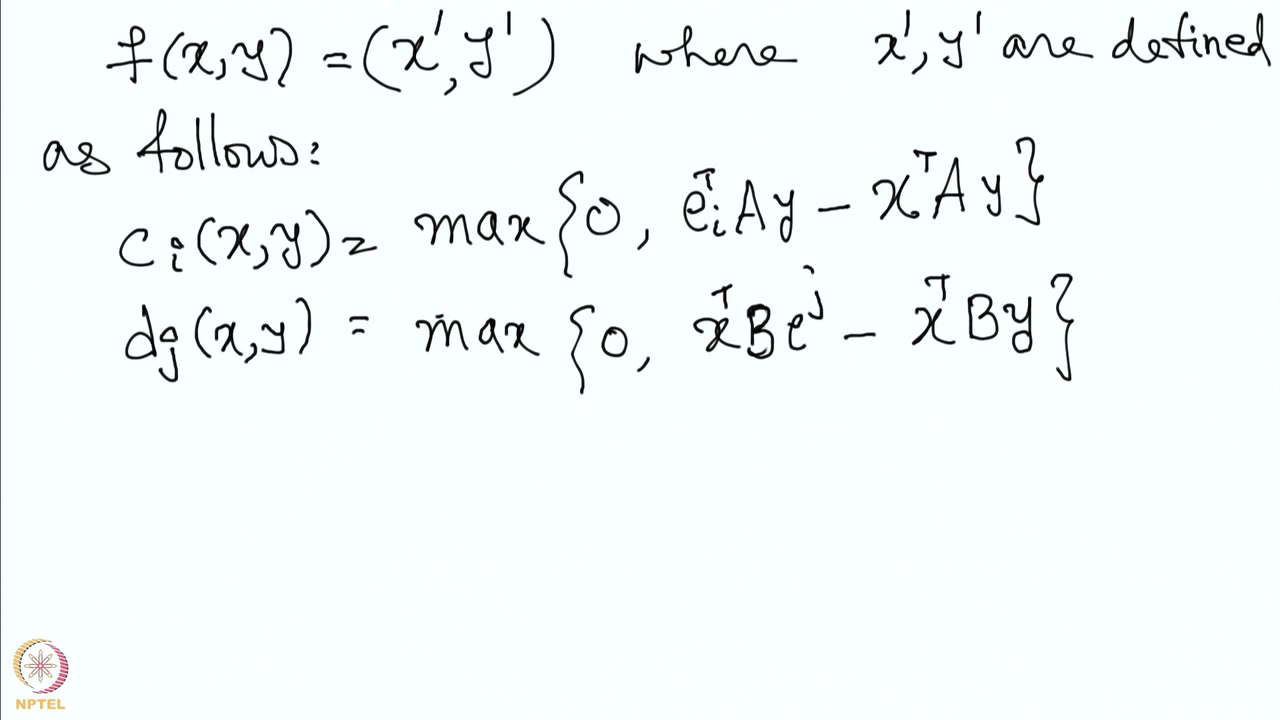 f(x,y) = (x', y') where x', y' are defined
as follows:
c_i(x,y) = max{0, e_i^T Ay - x^T Ay}
d_j(x,y) = max{0, x^T Be^j - x^T By}
NPTEL